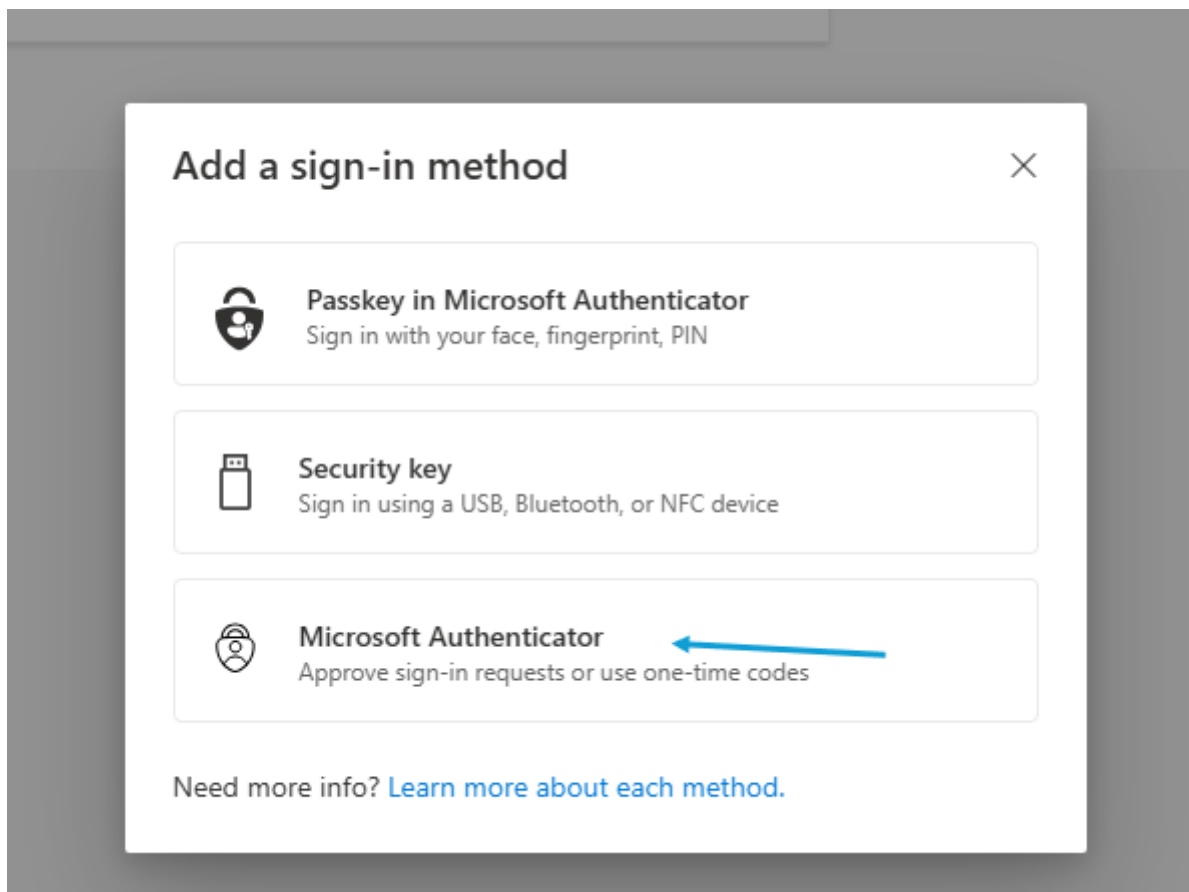 Add a sign-in method
Passkey in Microsoft Authenticator
Sign in with your face, fingerprint, PIN
Security key
Sign in using a USB, Bluetooth, or NFC device
Microsoft Authenticator
Approve sign-in requests or use one-time codes
Need more info? Learn more about each method.